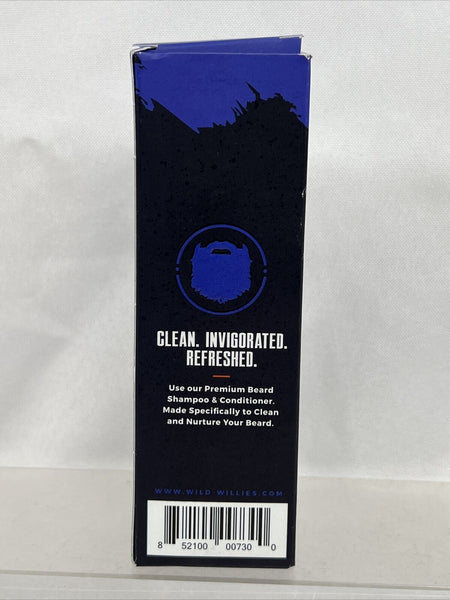 CLEAN. INVIGORATED.
REFRESHED.
Use our Premium Beard
Shampoo & Conditioner.
Made Specifically to Clean
and Nurture Your Beard.
WWW.WILD-WILLIES.COM
8 52100 00730 0